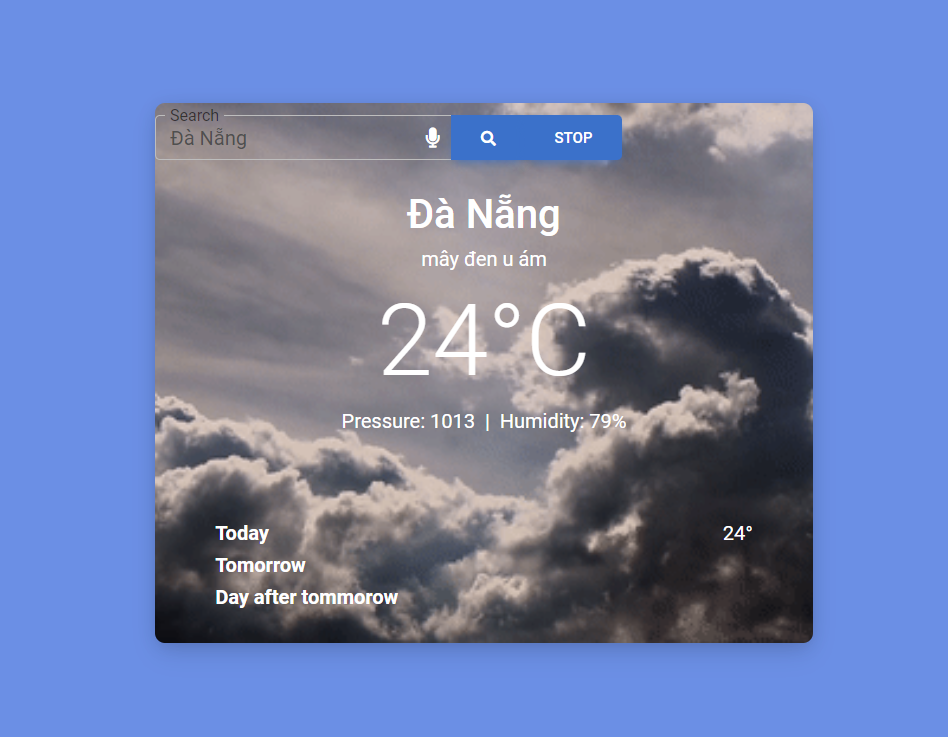 Search
Đà Nẵng
STOP
Đà Nẵng
mây đen u ám
24°C
Pressure: 1013 | Humidity: 79%
Today 24°
Tomorrow
Day after tommorow